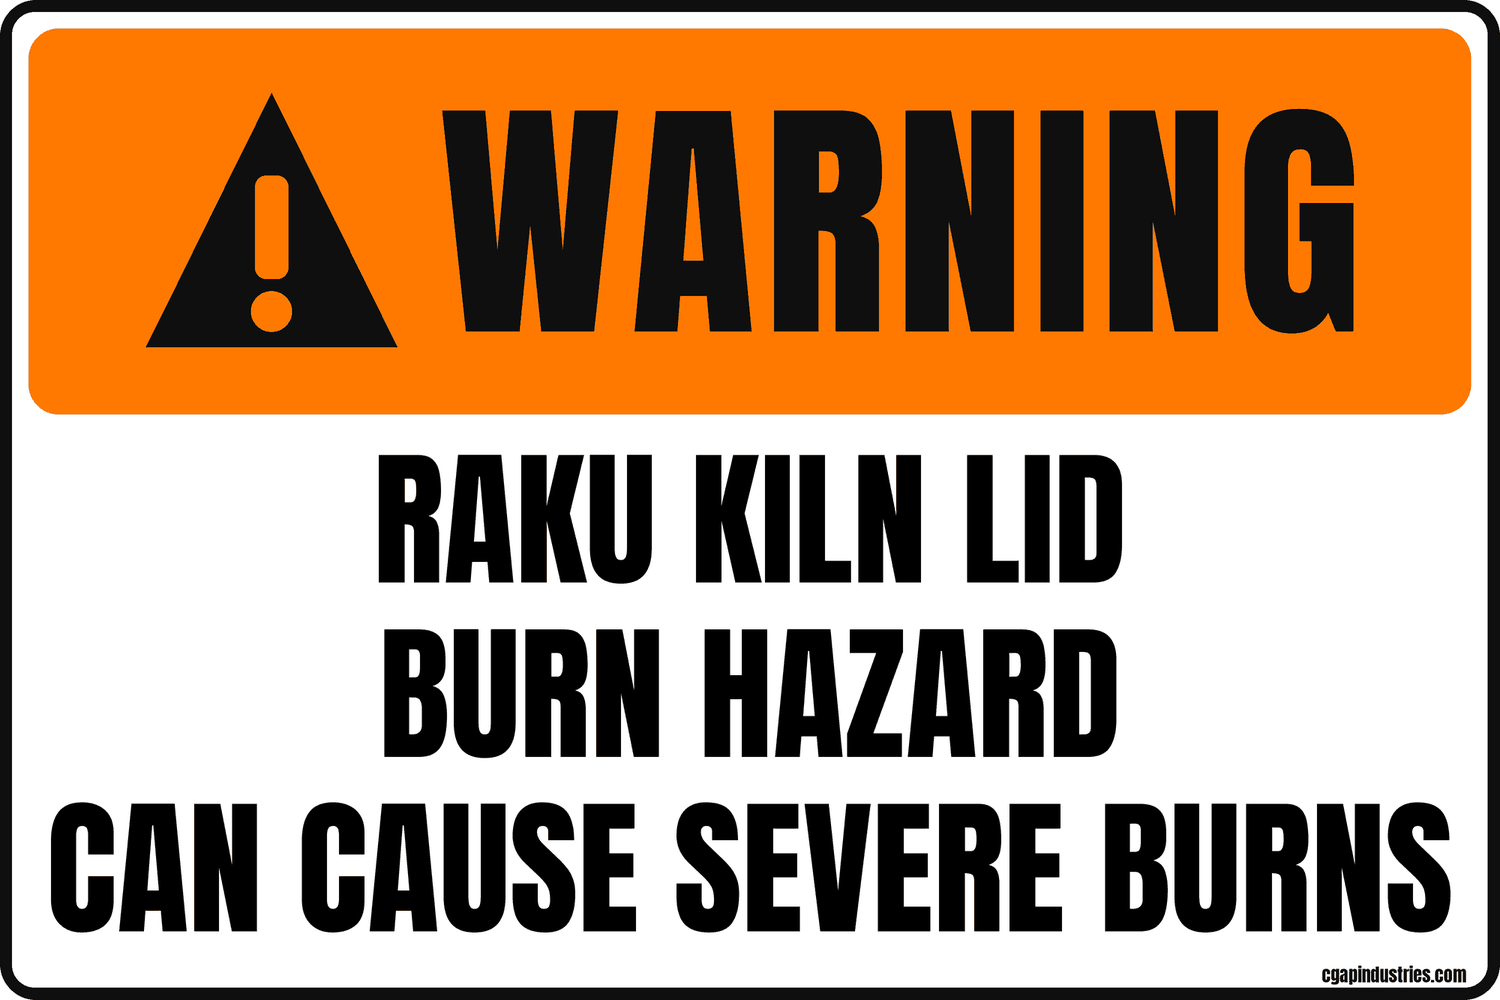 WARNING
RAKU KILN LID
BURN HAZARD
CAN CAUSE SEVERE BURNS
cgapindustries.com